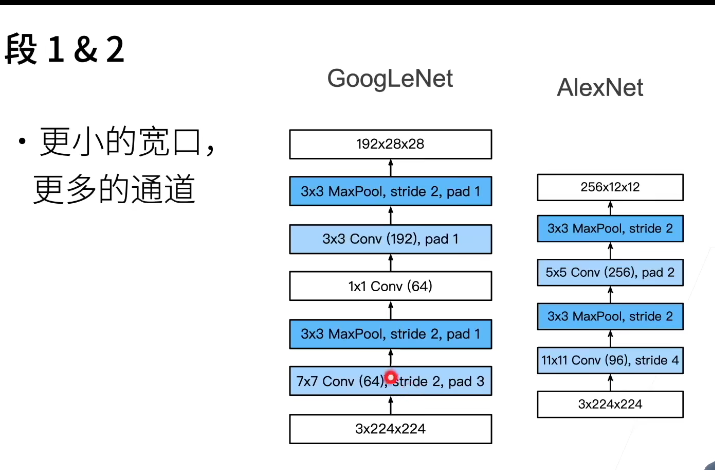 段 1 & 2
• 更小的宽口，
更多的通道
GoogLeNet
192x28x28
3x3 MaxPool, stride 2, pad 1
3x3 Conv (192), pad 1
1x1 Conv (64)
3x3 MaxPool, stride 2, pad 1
7x7 Conv (64), stride 2, pad 3
3x224x224
AlexNet
256x12x12
3x3 MaxPool, stride 2
5x5 Conv (256), pad 2
3x3 MaxPool, stride 2
11x11 Conv (96), stride 4
3x224x224